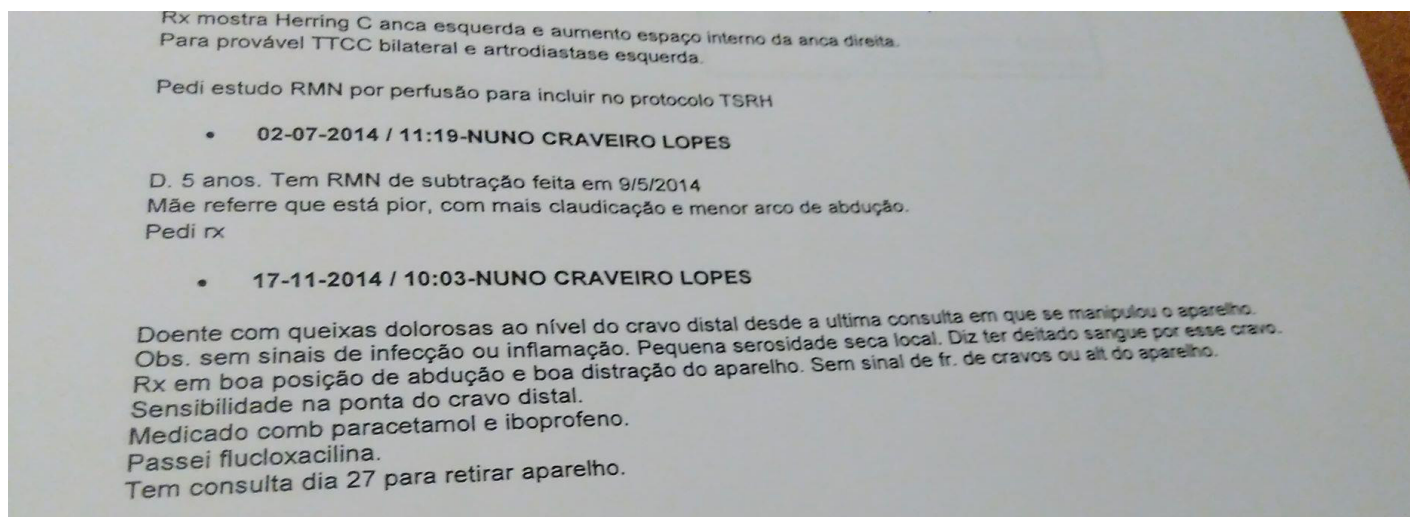 Rx mostra Herring C anca esquerda e aumento espaço interno da anca direita.
Para provável TTCC bilateral e artrodiastase esquerda.
Pedi estudo RMN por perfusão para incluir no protocolo TSRH
• 02-07-2014 / 11:19-NUNO CRAVEIRO LOPES
D. 5 anos. Tem RMN de subtração feita em 9/5/2014
Mãe referre que está pior, com mais claudicação e menor arco de abdução.
Pedi rx
• 17-11-2014 / 10:03-NUNO CRAVEIRO LOPES
Doente com queixas dolorosas ao nível do cravo distal desde a ultima consulta em que se manipulou o aparelho.
Obs. sem sinais de infecção ou inflamação. Pequena serosidade seca local. Diz ter deitado sangue por esse cravo.
Rx em boa posição de abdução e boa distração do aparelho. Sem sinal de fr. de cravos ou alt do aparelho.
Sensibilidade na ponta do cravo distal.
Medicado comb paracetamol e iboprofeno.
Passei flucloxacilina.
Tem consulta dia 27 para retirar aparelho.